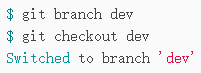 $ git branch dev
$ git checkout dev
Switched to branch 'dev'